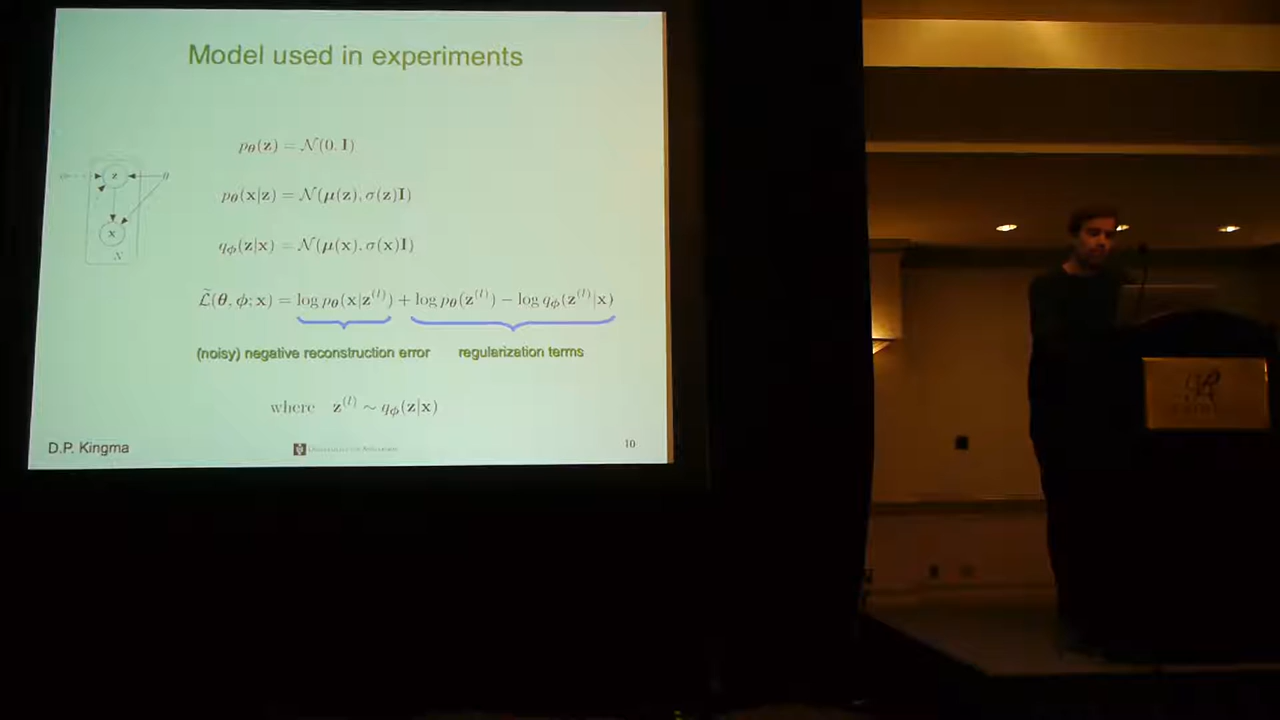 Model used in experiments
p_θ(z) = 𝒩(0, I)
z
θ
p_θ(x|z) = 𝒩(μ(z), σ(z)I)
x
N
q_φ(z|x) = 𝒩(μ(x), σ(x)I)
ℒ̃(θ, φ; x) = log p_θ(x|z^(l)) + log p_θ(z^(l)) − log q_φ(z^(l)|x)
(noisy) negative reconstruction error regularization terms
where z^(l) ~ q_φ(z|x)
D.P. Kingma
10